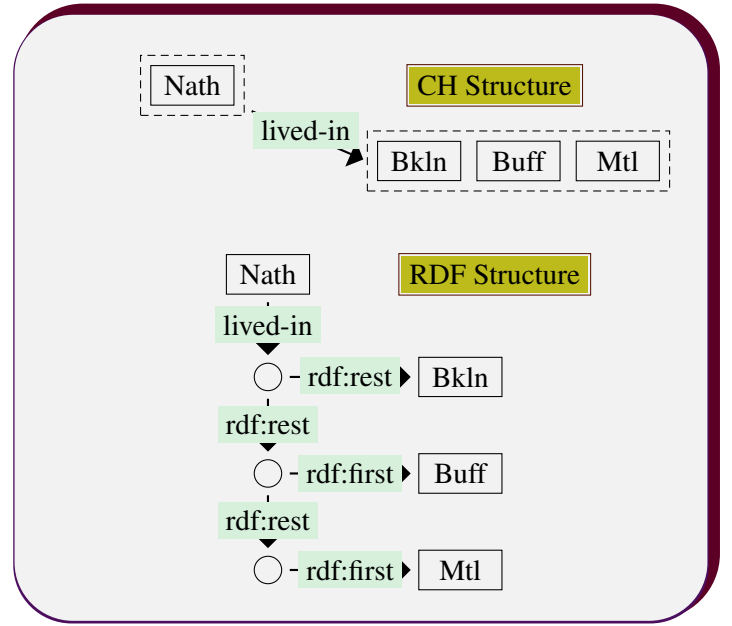 Nath
CH Structure
lived-in
Bkln Buff Mtl
Nath
RDF Structure
lived-in
rdf:rest Bkln
rdf:rest
rdf:first Buff
rdf:rest
rdf:first Mtl